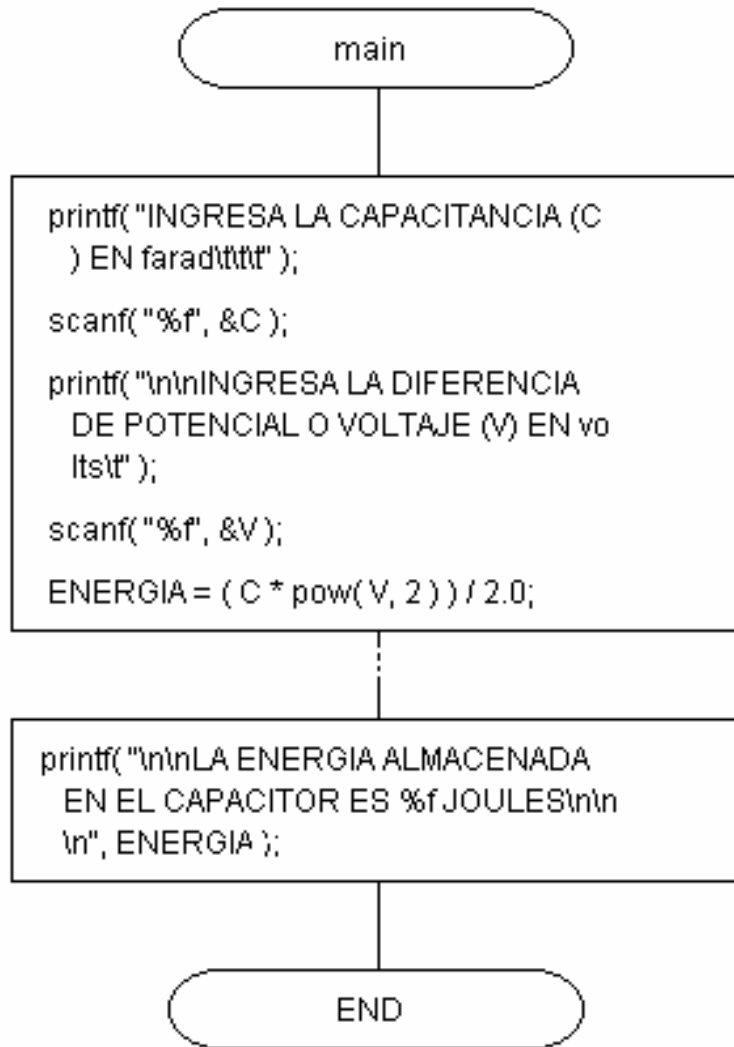 main
printf( "INGRESA LA CAPACITANCIA (C
) EN farad\t\t\t" );
scanf( "%f", &C );
printf( "\n\nINGRESA LA DIFERENCIA
DE POTENCIAL O VOLTAJE (V) EN vo
lts\t" );
scanf( "%f", &V );
ENERGIA = ( C * pow( V, 2 ) ) / 2.0;
printf( "\n\nLA ENERGIA ALMACENADA
EN EL CAPACITOR ES %f JOULES\n\n
\n", ENERGIA );
END